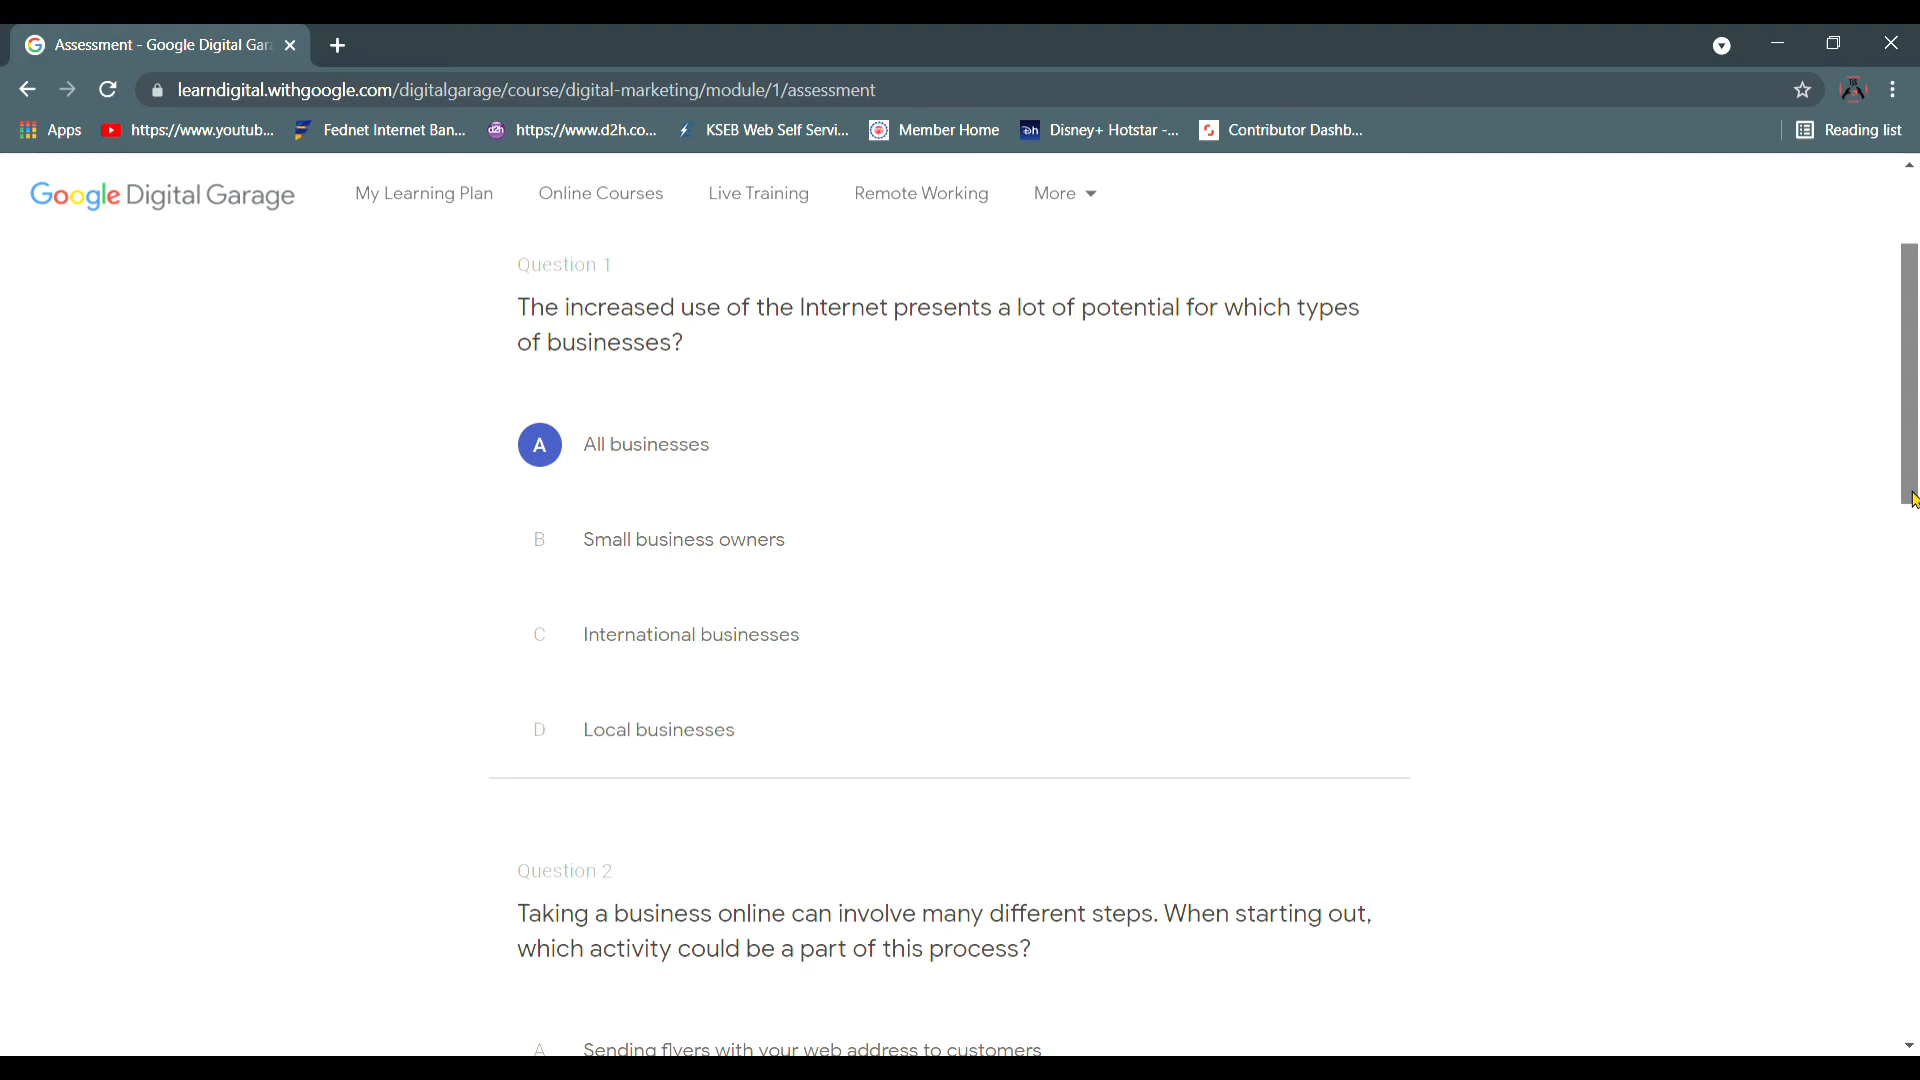 Assessment - Google Digital Gar
learndigital.withgoogle.com/digitalgarage/course/digital-marketing/module/1/assessment
Apps https://www.youtub... Fednet Internet Ban... d2h https://www.d2h.co... KSEB Web Self Servi... Member Home Disney+ Hotstar -... Contributor Dashb... Reading list
Google Digital Garage My Learning Plan Online Courses Live Training Remote Working More
Question 1
The increased use of the Internet presents a lot of potential for which types
of businesses?
A All businesses
B Small business owners
C International businesses
D Local businesses
Question 2
Taking a business online can involve many different steps. When starting out,
which activity could be a part of this process?
A Sending flyers with your web address to customers